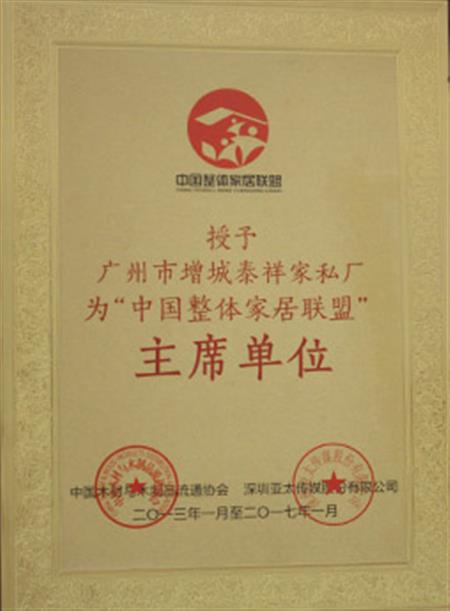 中国整体家居联盟
授予
广州市增城泰祥家私厂
为“中国整体家居联盟”
主席单位
中国木材与木制品流通协会 深圳亚太传媒股份有限公司
二〇一三年一月至二〇一七年一月